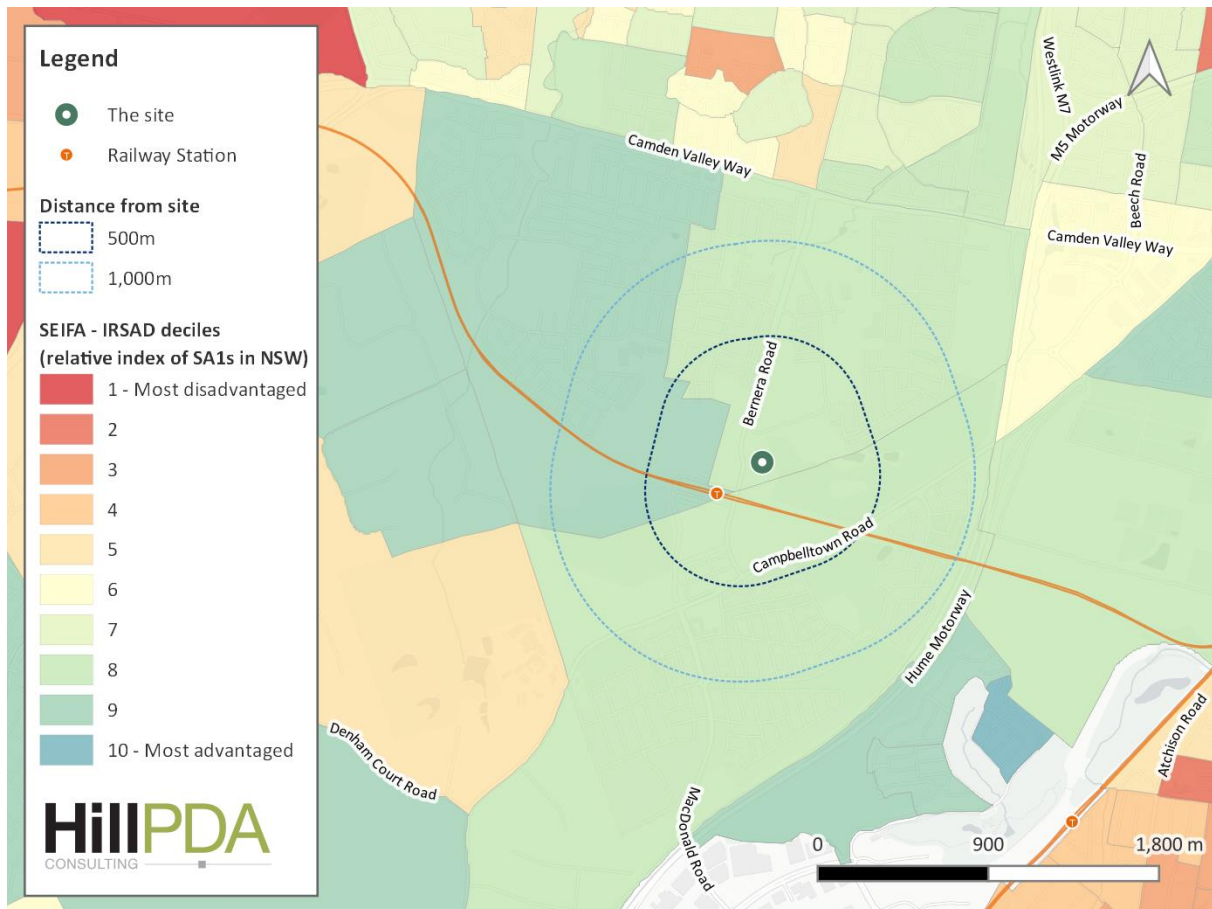 Legend
The site
Railway Station
Distance from site
500m
1,000m
SEIFA - IRSAD deciles
(relative index of SA1s in NSW)
1 - Most disadvantaged
2
3
4
5
6
7
8
9
10 - Most advantaged
HillPDA
CONSULTING
Westlink M7
M5 Motorway
Beech Road
Camden Valley Way
Camden Valley Way
Bernera Road
T
Campbelltown Road
Hume Motorway
Denham Court Road
MacDonald Road
Atchison Road
T
0 900 1,800 m